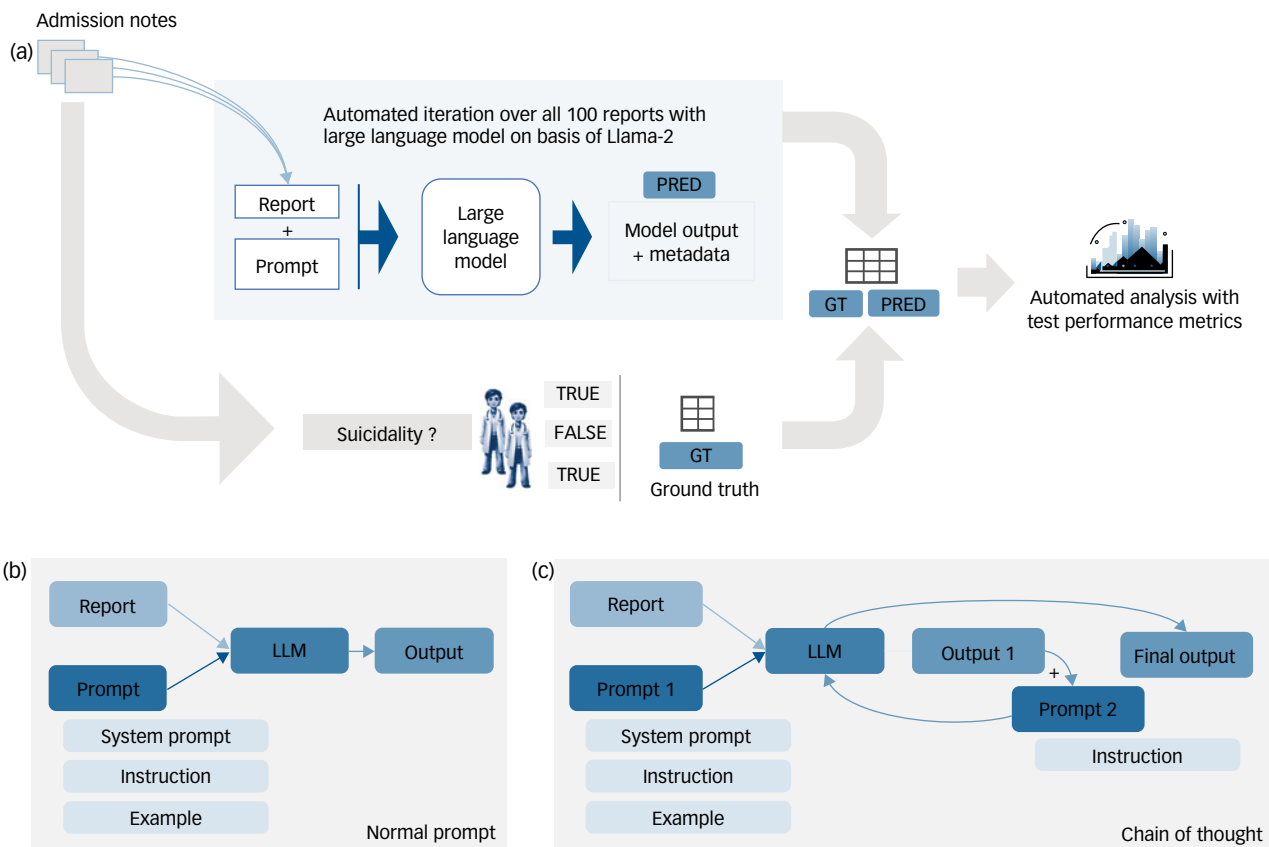 Admission notes
(a)
Automated iteration over all 100 reports with
large language model on basis of Llama-2
Report
+
Prompt
Large
language
model
PRED
Model output
+ metadata
GT
PRED
Automated analysis with
test performance metrics
Suicidality ?
TRUE
FALSE
TRUE
GT
Ground truth
(b)
Report
Prompt
LLM
Output
System prompt
Instruction
Example
Normal prompt
(c)
Report
Prompt 1
LLM
Output 1
+
Prompt 2
Final output
System prompt
Instruction
Example
Instruction
Chain of thought